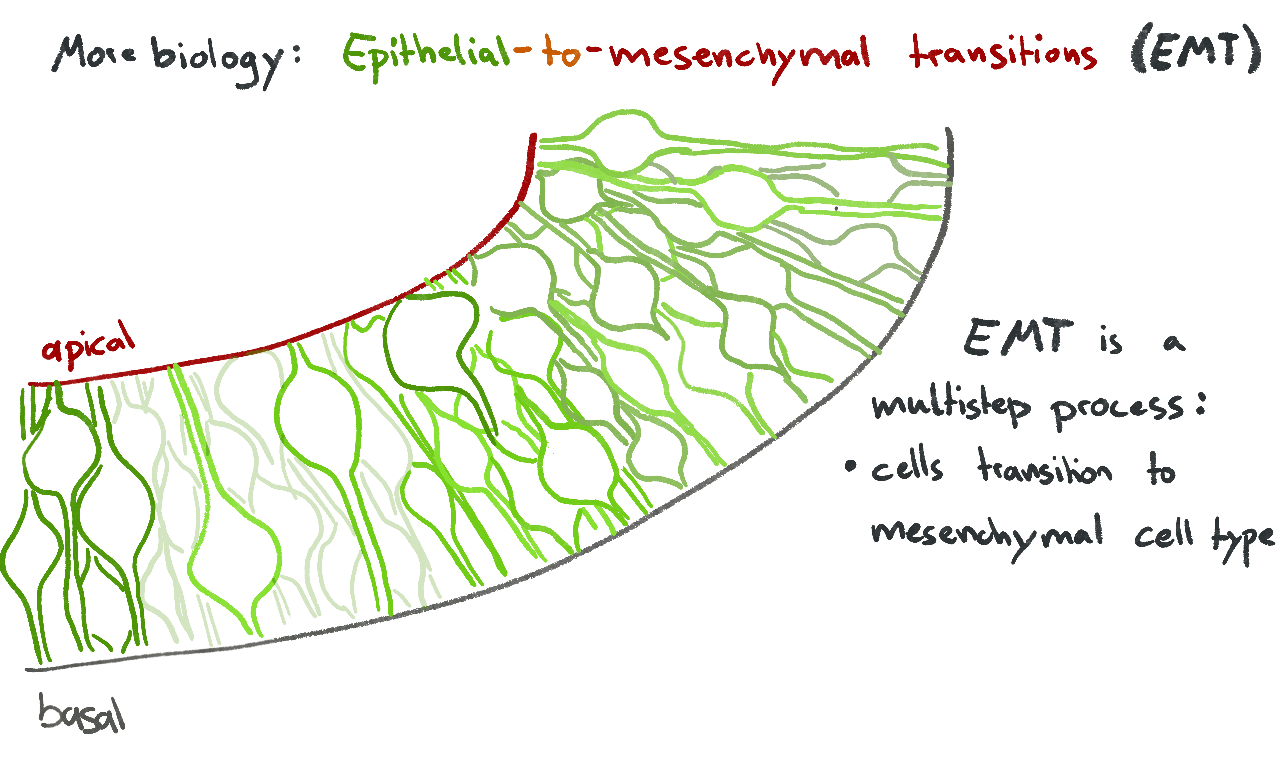 More biology: Epithelial-to-mesenchymal transitions (EMT)
apical
EMT is a
multistep process:
• cells transition to
mesenchymal cell type
basal